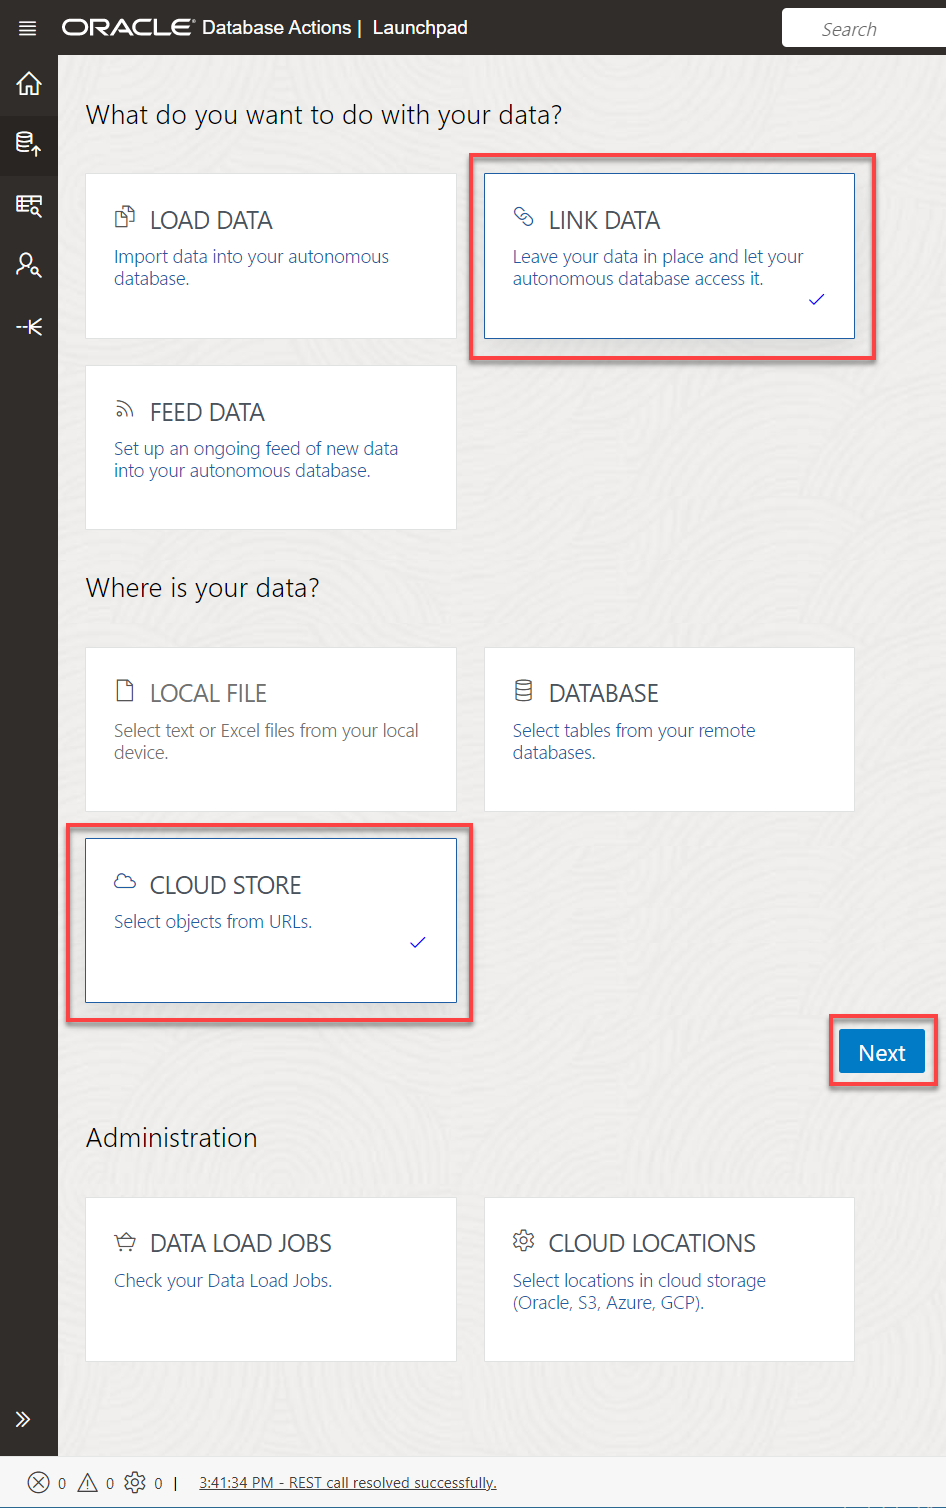 ORACLE Database Actions | Launchpad
Search
What do you want to do with your data?
LOAD DATA
Import data into your autonomous
database.
LINK DATA
Leave your data in place and let your
autonomous database access it.
FEED DATA
Set up an ongoing feed of new data
into your autonomous database.
Where is your data?
LOCAL FILE
Select text or Excel files from your local
device.
DATABASE
Select tables from your remote
databases.
CLOUD STORE
Select objects from URLs.
Next
Administration
DATA LOAD JOBS
Check your Data Load Jobs.
CLOUD LOCATIONS
Select locations in cloud storage
(Oracle, S3, Azure, GCP).
0 0 0 | 3:41:34 PM - REST call resolved successfully.